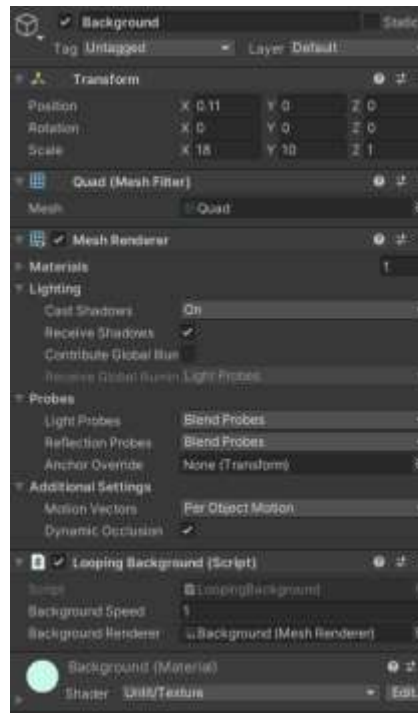 Background Static
Tag Untagged Layer Default
Transform
Position X 0.11 Y 0 Z 0
Rotation X 0 Y 0 Z 0
Scale X 18 Y 10 Z 1
Quad (Mesh Filter)
Mesh Quad
Mesh Renderer
Materials 1
Lighting
Cast Shadows On
Receive Shadows
Contribute Global Illun
Receive Global Illumin Light Probes
Probes
Light Probes Blend Probes
Reflection Probes Blend Probes
Anchor Override None (Transform)
Additional Settings
Motion Vectors Per Object Motion
Dynamic Occlusion
Looping Background (Script)
Script LoopingBackground
Background Speed 1
Background Renderer Background (Mesh Renderer)
Background (Material)
Shader Unlit/Texture Edit.